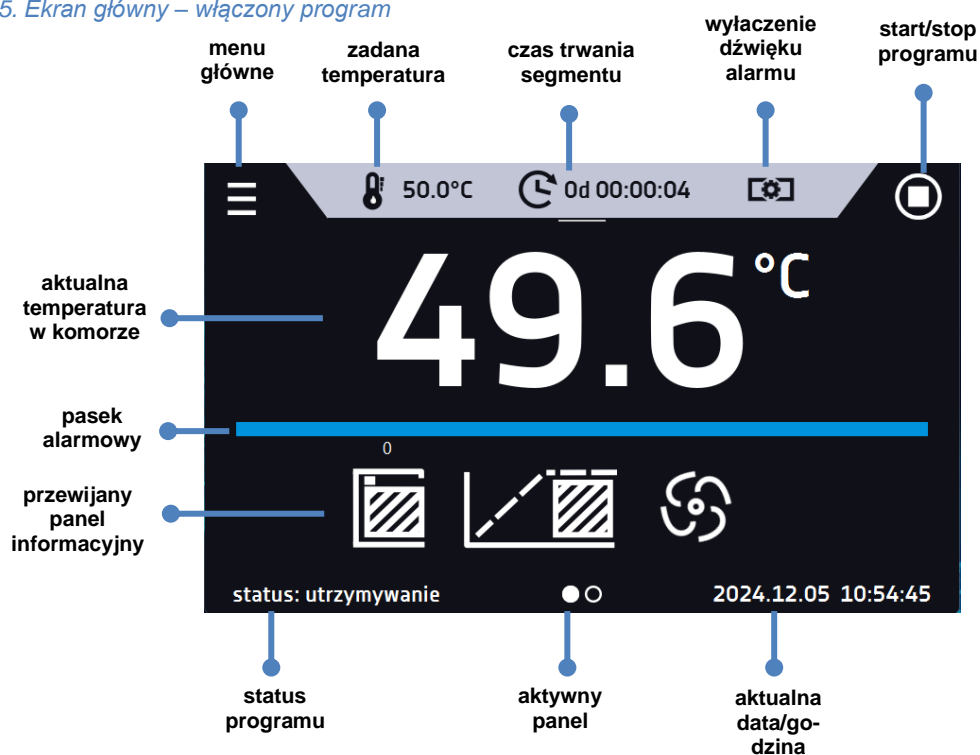 5. Ekran główny – włączony program
menu
główne
zadana
temperatura
czas trwania
segmentu
wyłaczenie
dźwięku
alarmu
start/stop
programu
50.0°C
0d 00:00:04
aktualna
temperatura
w komorze
49.6°C
pasek
alarmowy
0
przewijany
panel
informacyjny
status: utrzymywanie
2024.12.05 10:54:45
status
programu
aktywny
panel
aktualna
data/go-
dzina